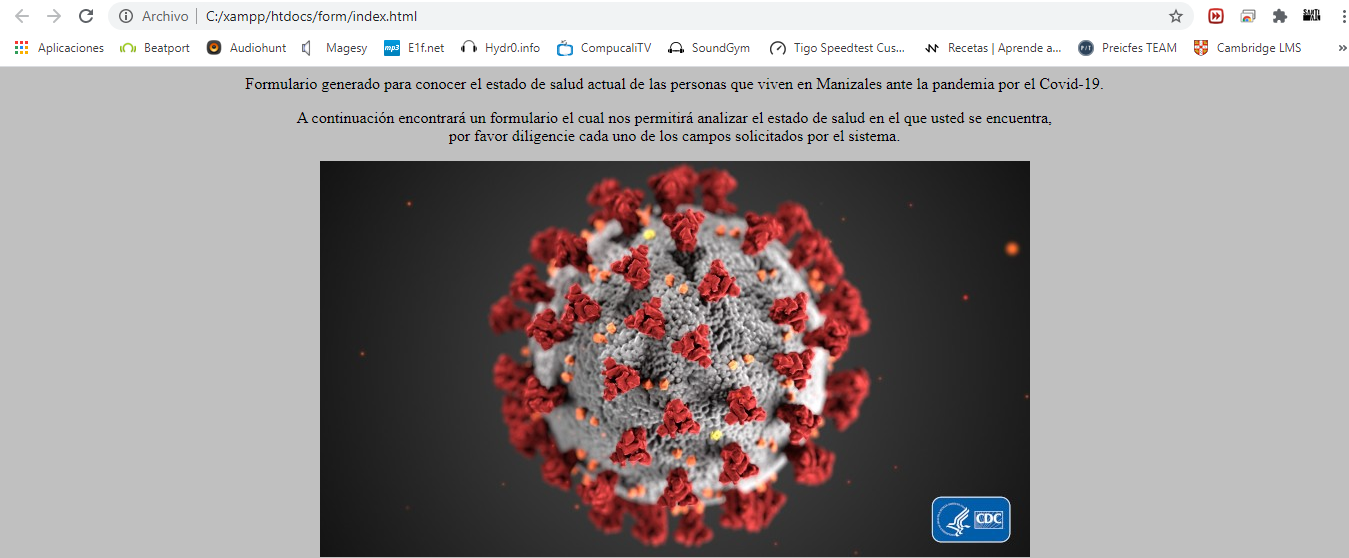 Archivo C:/xampp/htdocs/form/index.html
Aplicaciones Beatport Audiohunt Magesy mp3 E1f.net Hydr0.info CompucaliTV SoundGym Tigo Speedtest Cus... Recetas | Aprende a... Preicfes TEAM Cambridge LMS »
Formulario generado para conocer el estado de salud actual de las personas que viven en Manizales ante la pandemia por el Covid-19.
A continuación encontrará un formulario el cual nos permitirá analizar el estado de salud en el que usted se encuentra,
por favor diligencie cada uno de los campos solicitados por el sistema.
CDC